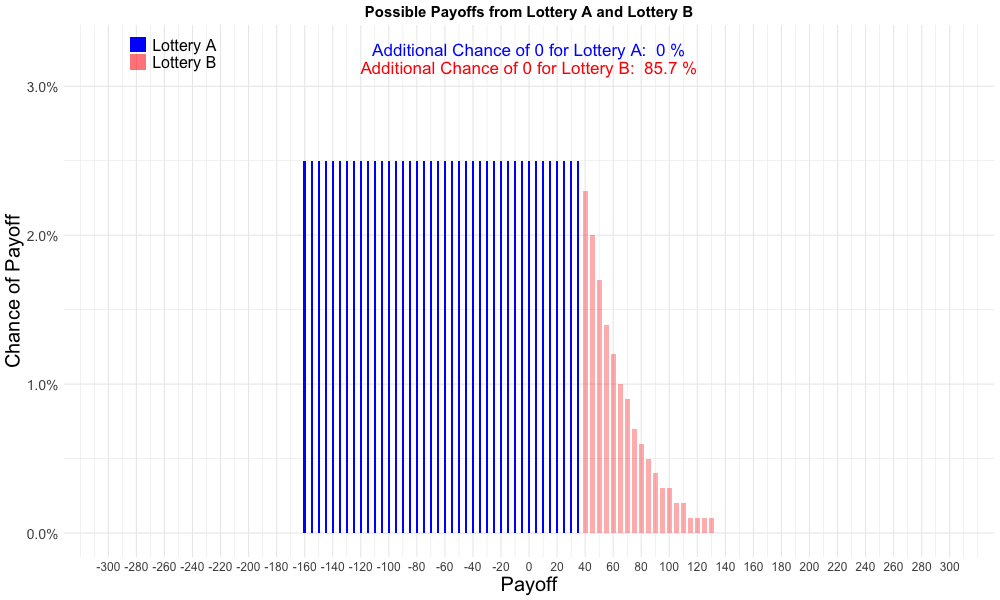 Possible Payoffs from Lottery A and Lottery B
Lottery A
Lottery B
Additional Chance of 0 for Lottery A:  0 %
Additional Chance of 0 for Lottery B:  85.7 %
Chance of Payoff
3.0%
2.0%
1.0%
0.0%
-300 -280 -260 -240 -220 -200 -180 -160 -140 -120 -100 -80 -60 -40 -20 0 20 40 60 80 100 120 140 160 180 200 220 240 260 280 300
Payoff